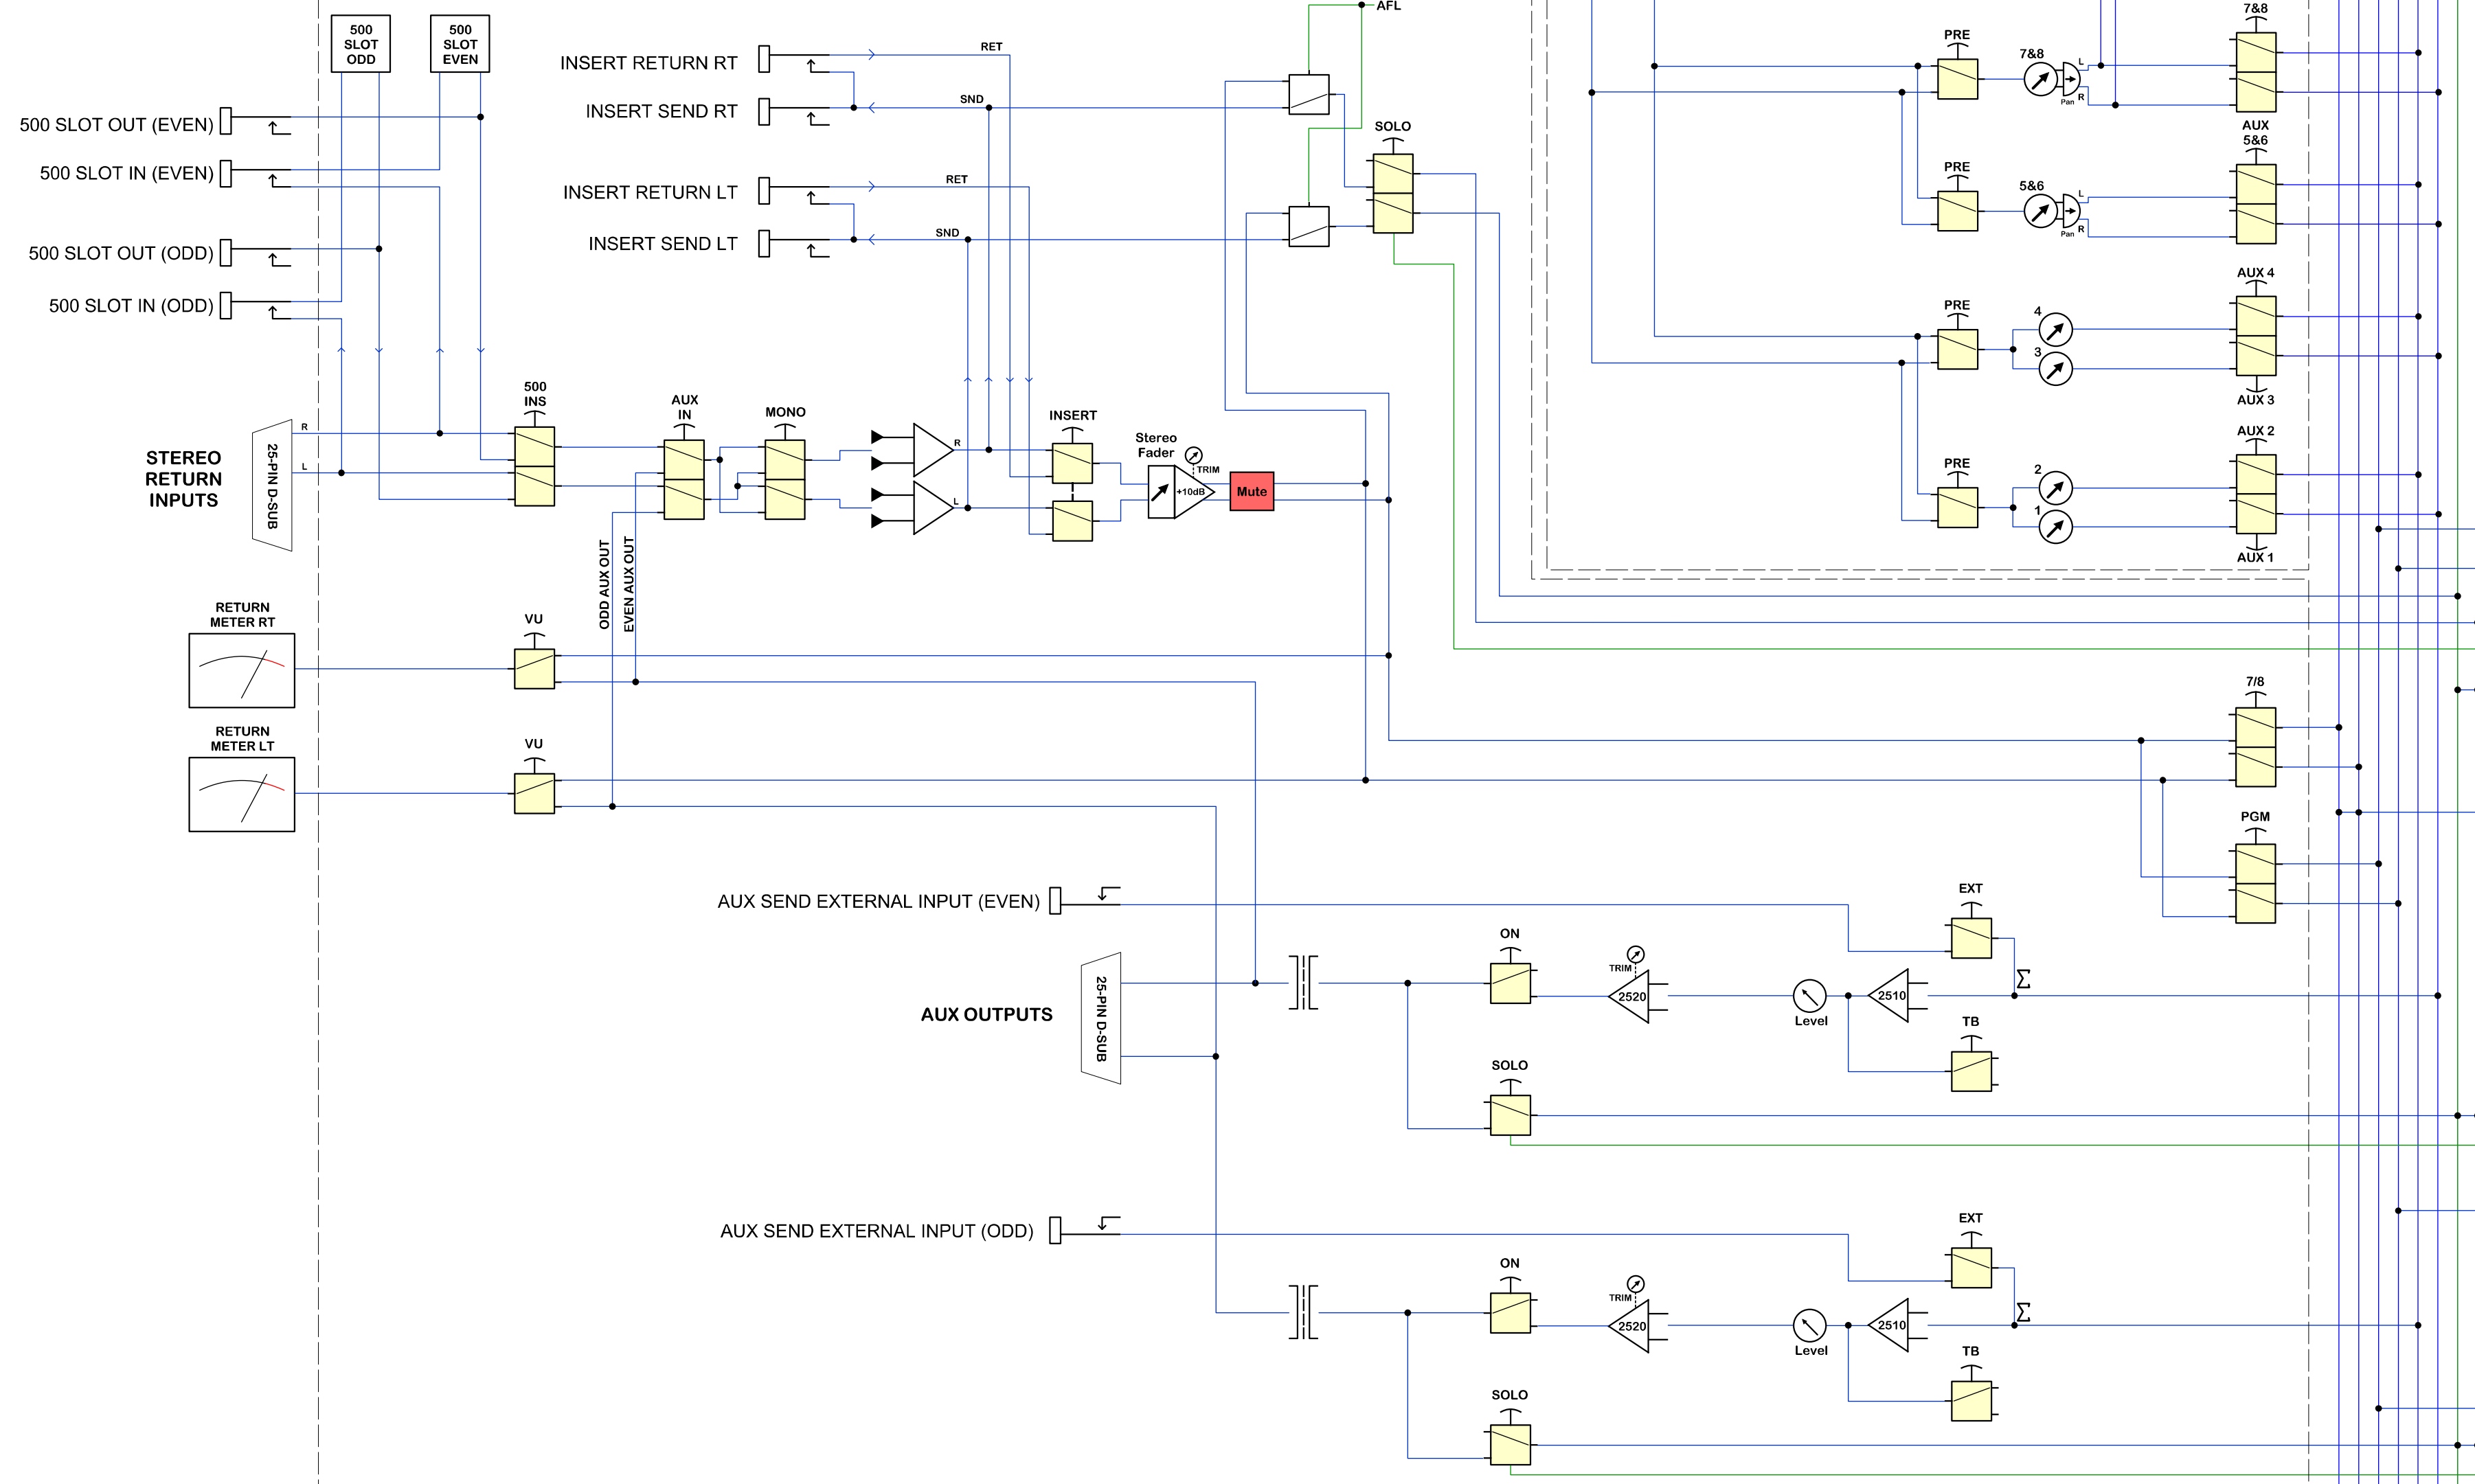 500
SLOT
ODD
500
SLOT
EVEN
500 SLOT OUT (EVEN)
500 SLOT IN (EVEN)
500 SLOT OUT (ODD)
500 SLOT IN (ODD)
INSERT RETURN RT
RET
INSERT SEND RT
SND
INSERT RETURN LT
RET
INSERT SEND LT
SND
AFL
SOLO
PRE
7&8
L
R
Pan
7&8
PRE
5&6
L
R
Pan
AUX
5&6
PRE
4
3
AUX 4
AUX 3
PRE
2
1
AUX 2
AUX 1
STEREO
RETURN
INPUTS
25-PIN D-SUB
R
L
500
INS
AUX
IN
MONO
R
L
INSERT
Stereo
Fader
TRIM
+10dB
Mute
ODD AUX OUT
EVEN AUX OUT
RETURN
METER RT
VU
RETURN
METER LT
VU
7/8
PGM
AUX SEND EXTERNAL INPUT (EVEN)
EXT
ON
TRIM
2520
Level
2510
Σ
TB
SOLO
AUX OUTPUTS
25-PIN D-SUB
AUX SEND EXTERNAL INPUT (ODD)
EXT
ON
TRIM
2520
Level
2510
Σ
TB
SOLO